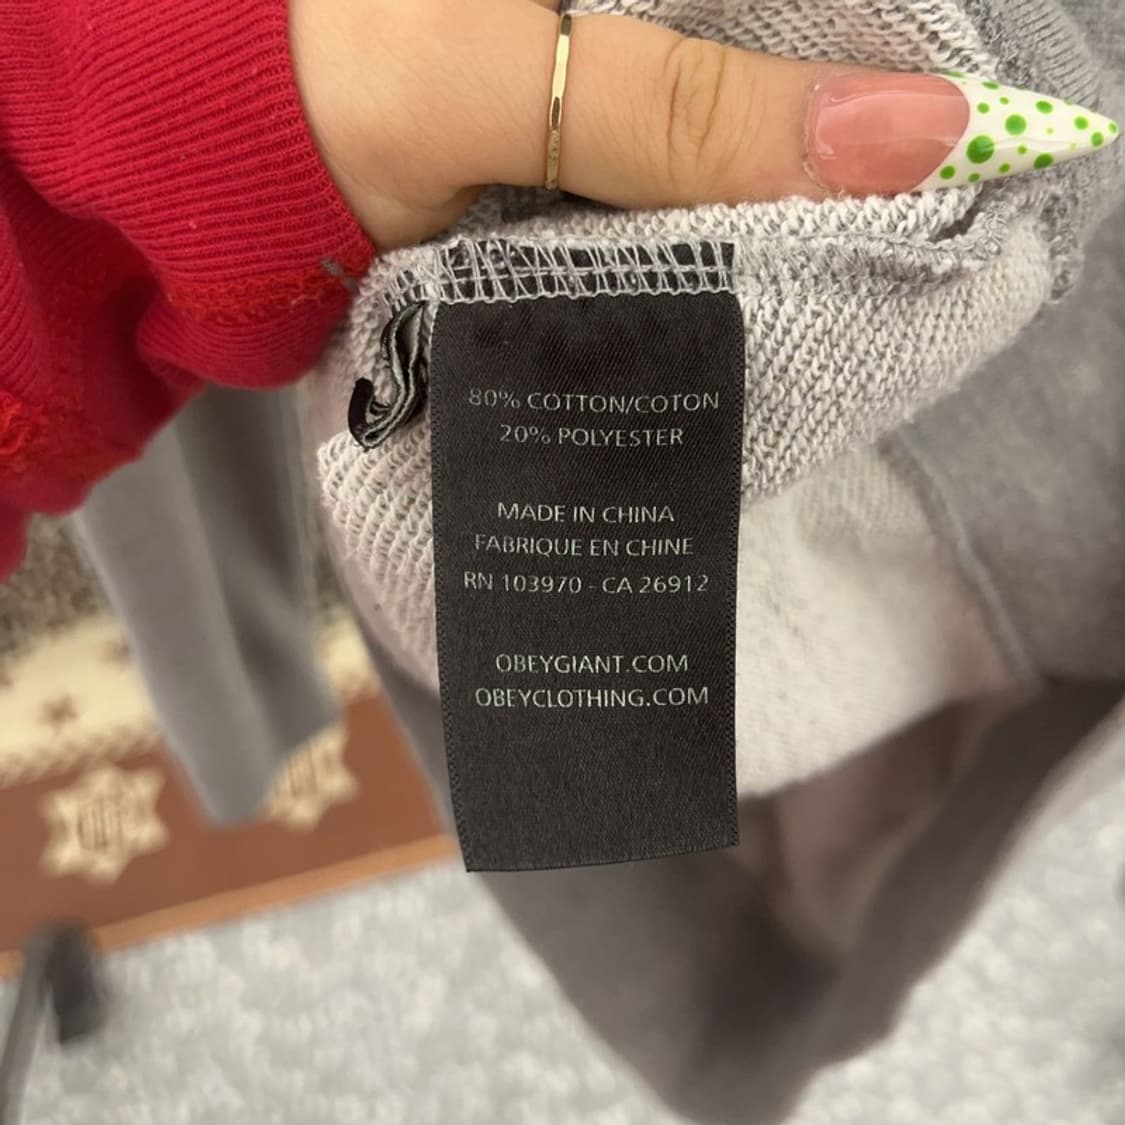 80% COTTON/COTON
20% POLYESTER
MADE IN CHINA
FABRIQUE EN CHINE
RN 103970 - CA 26912
OBEYGIANT.COM
OBEYCLOTHING.COM